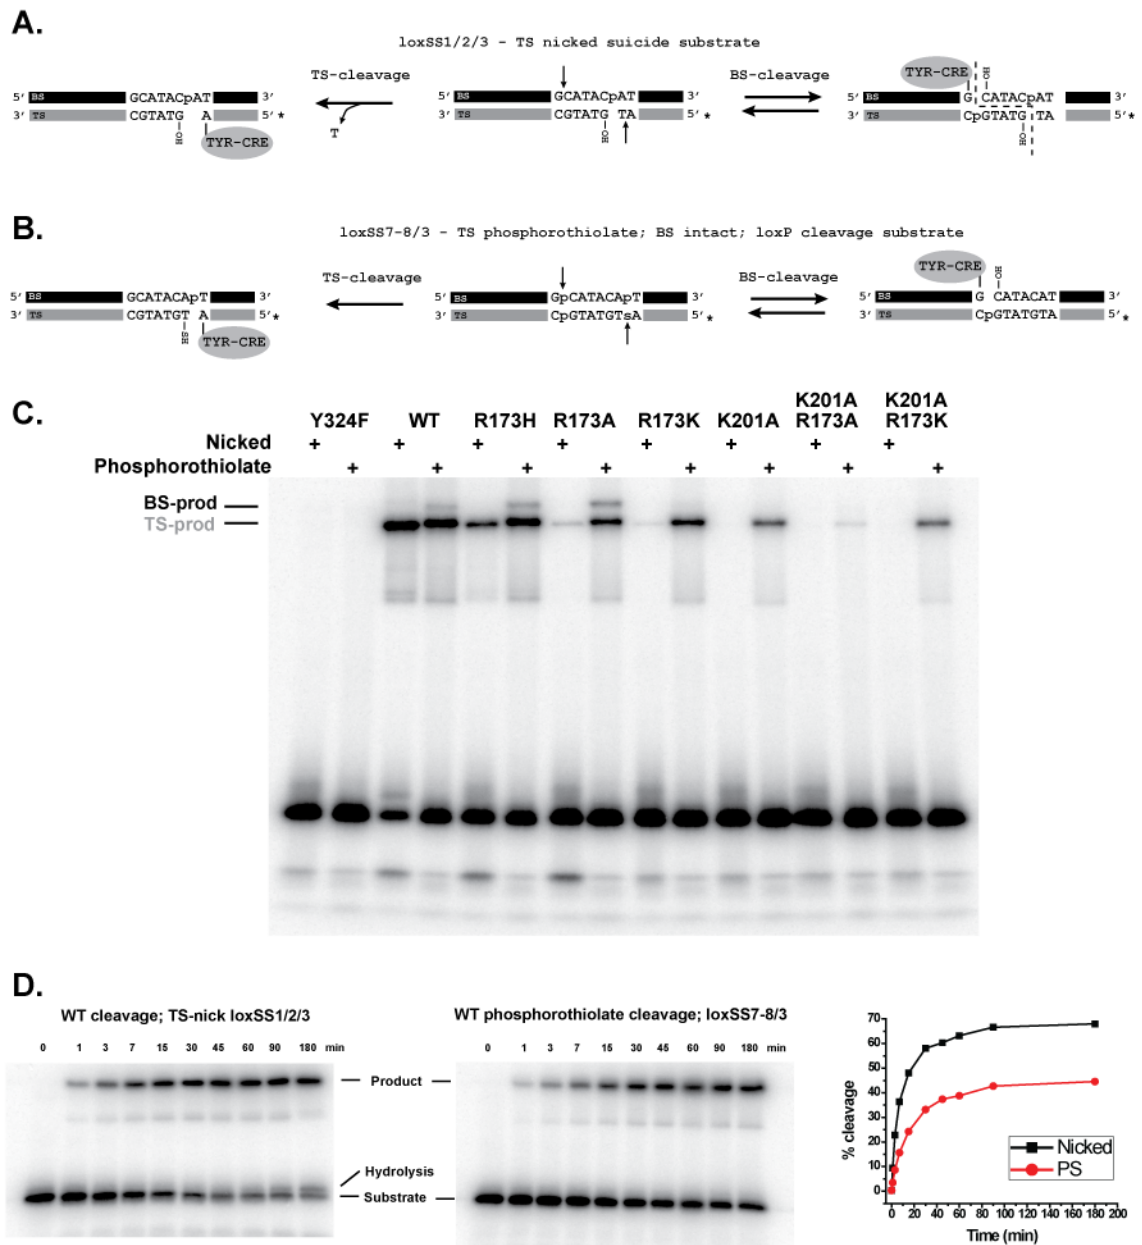 A.
loxSS1/2/3 - TS nicked suicide substrate
TS-cleavage
BS-cleavage
TYR-CRE
HO
5' BS GCATACpAT 3'
3' TS CGTATG A 5'*
HO
TYR-CRE
T
5' BS GCATACpAT 3'
3' TS CGTATG TA 5'*
HO
5' BS G CATACpAT 3'
3' TS CpGTATG TA 5'*
HO
B.
loxSS7-8/3 - TS phosphorothiolate; BS intact; loxP cleavage substrate
TS-cleavage
BS-cleavage
TYR-CRE
HO
5' BS GCATACApT 3'
3' TS CGTATGT A 5'*
HS
TYR-CRE
5' BS GpCATACApT 3'
3' TS CpGTATGTsA 5'*
5' BS G CATACAT 3'
3' TS CpGTATGTA 5'*
C.
Y324F WT R173H R173A R173K K201A K201A R173A K201A R173K
Nicked + + + + + + + +
Phosphorothiolate + + + + + + + +
BS-prod
TS-prod
D.
WT cleavage; TS-nick loxSS1/2/3
0 1 3 7 15 30 45 60 90 180 min
WT phosphorothiolate cleavage; loxSS7-8/3
0 1 3 7 15 30 45 60 90 180 min
Product
Hydrolysis
Substrate
% cleavage
70
60
50
40
30
20
10
0
Nicked
PS
0 20 40 60 80 100 120 140 160 180 200
Time (min)